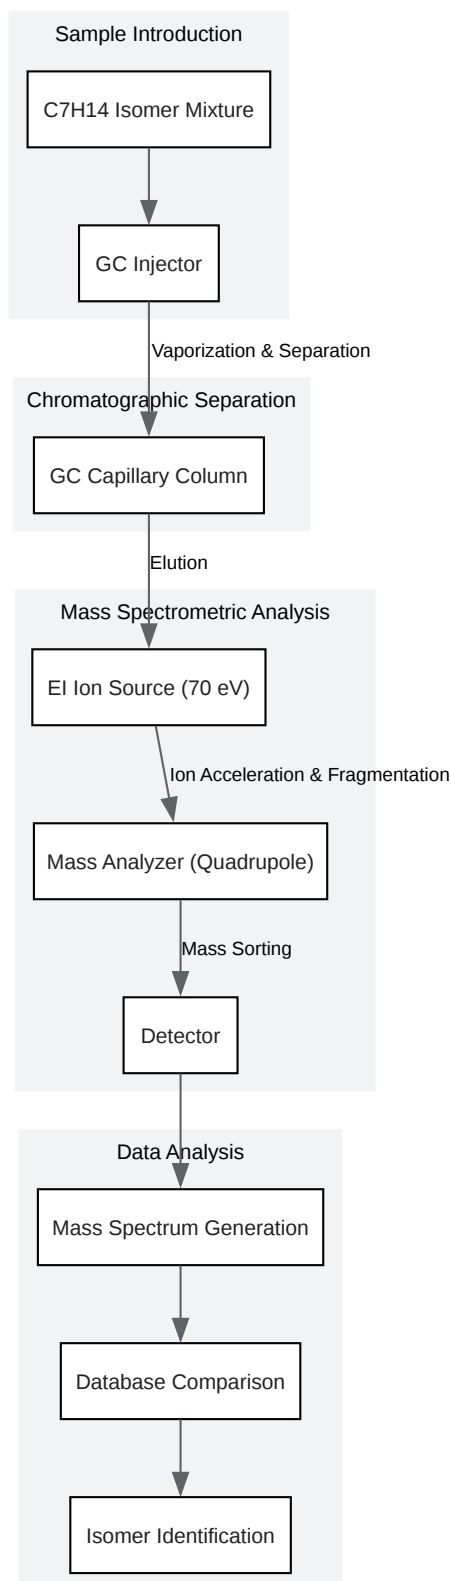 Sample Introduction
C7H14 Isomer Mixture
GC Injector
Vaporization & Separation
Chromatographic Separation
GC Capillary Column
Elution
Mass Spectrometric Analysis
EI Ion Source (70 eV)
Ion Acceleration & Fragmentation
Mass Analyzer (Quadrupole)
Mass Sorting
Detector
Data Analysis
Mass Spectrum Generation
Database Comparison
Isomer Identification